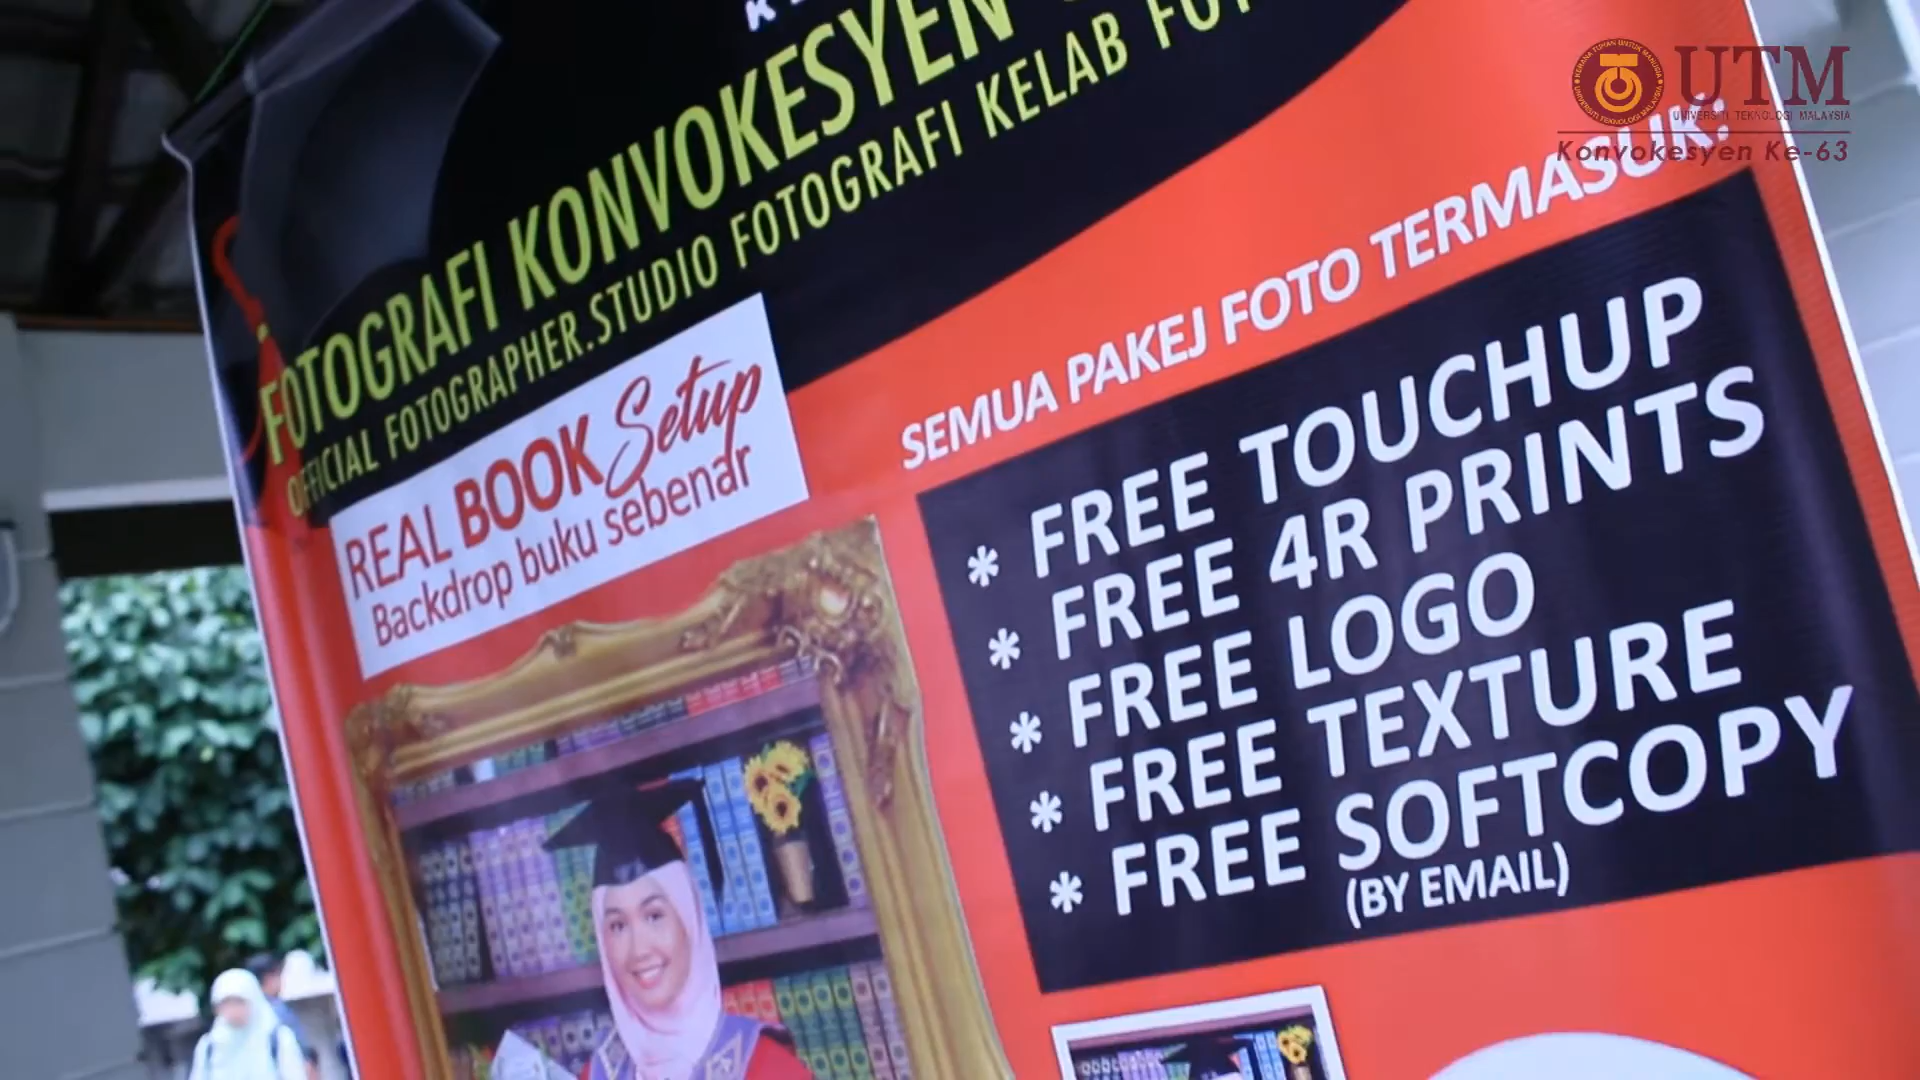 FOTOGRAFI KONVOKESYEN
OFFICIAL FOTOGRAPHER.STUDIO FOTOGRAFI KELAB
REAL BOOK Setup
Backdrop buku sebenar
SEMUA PAKEJ FOTO TERMASUK:
* FREE TOUCHUP
* FREE 4R PRINTS
* FREE LOGO
* FREE TEXTURE
* FREE SOFTCOPY
(BY EMAIL)
UTM
UNIVERSITI TEKNOLOGI MALAYSIA
Konvokesyen Ke-63